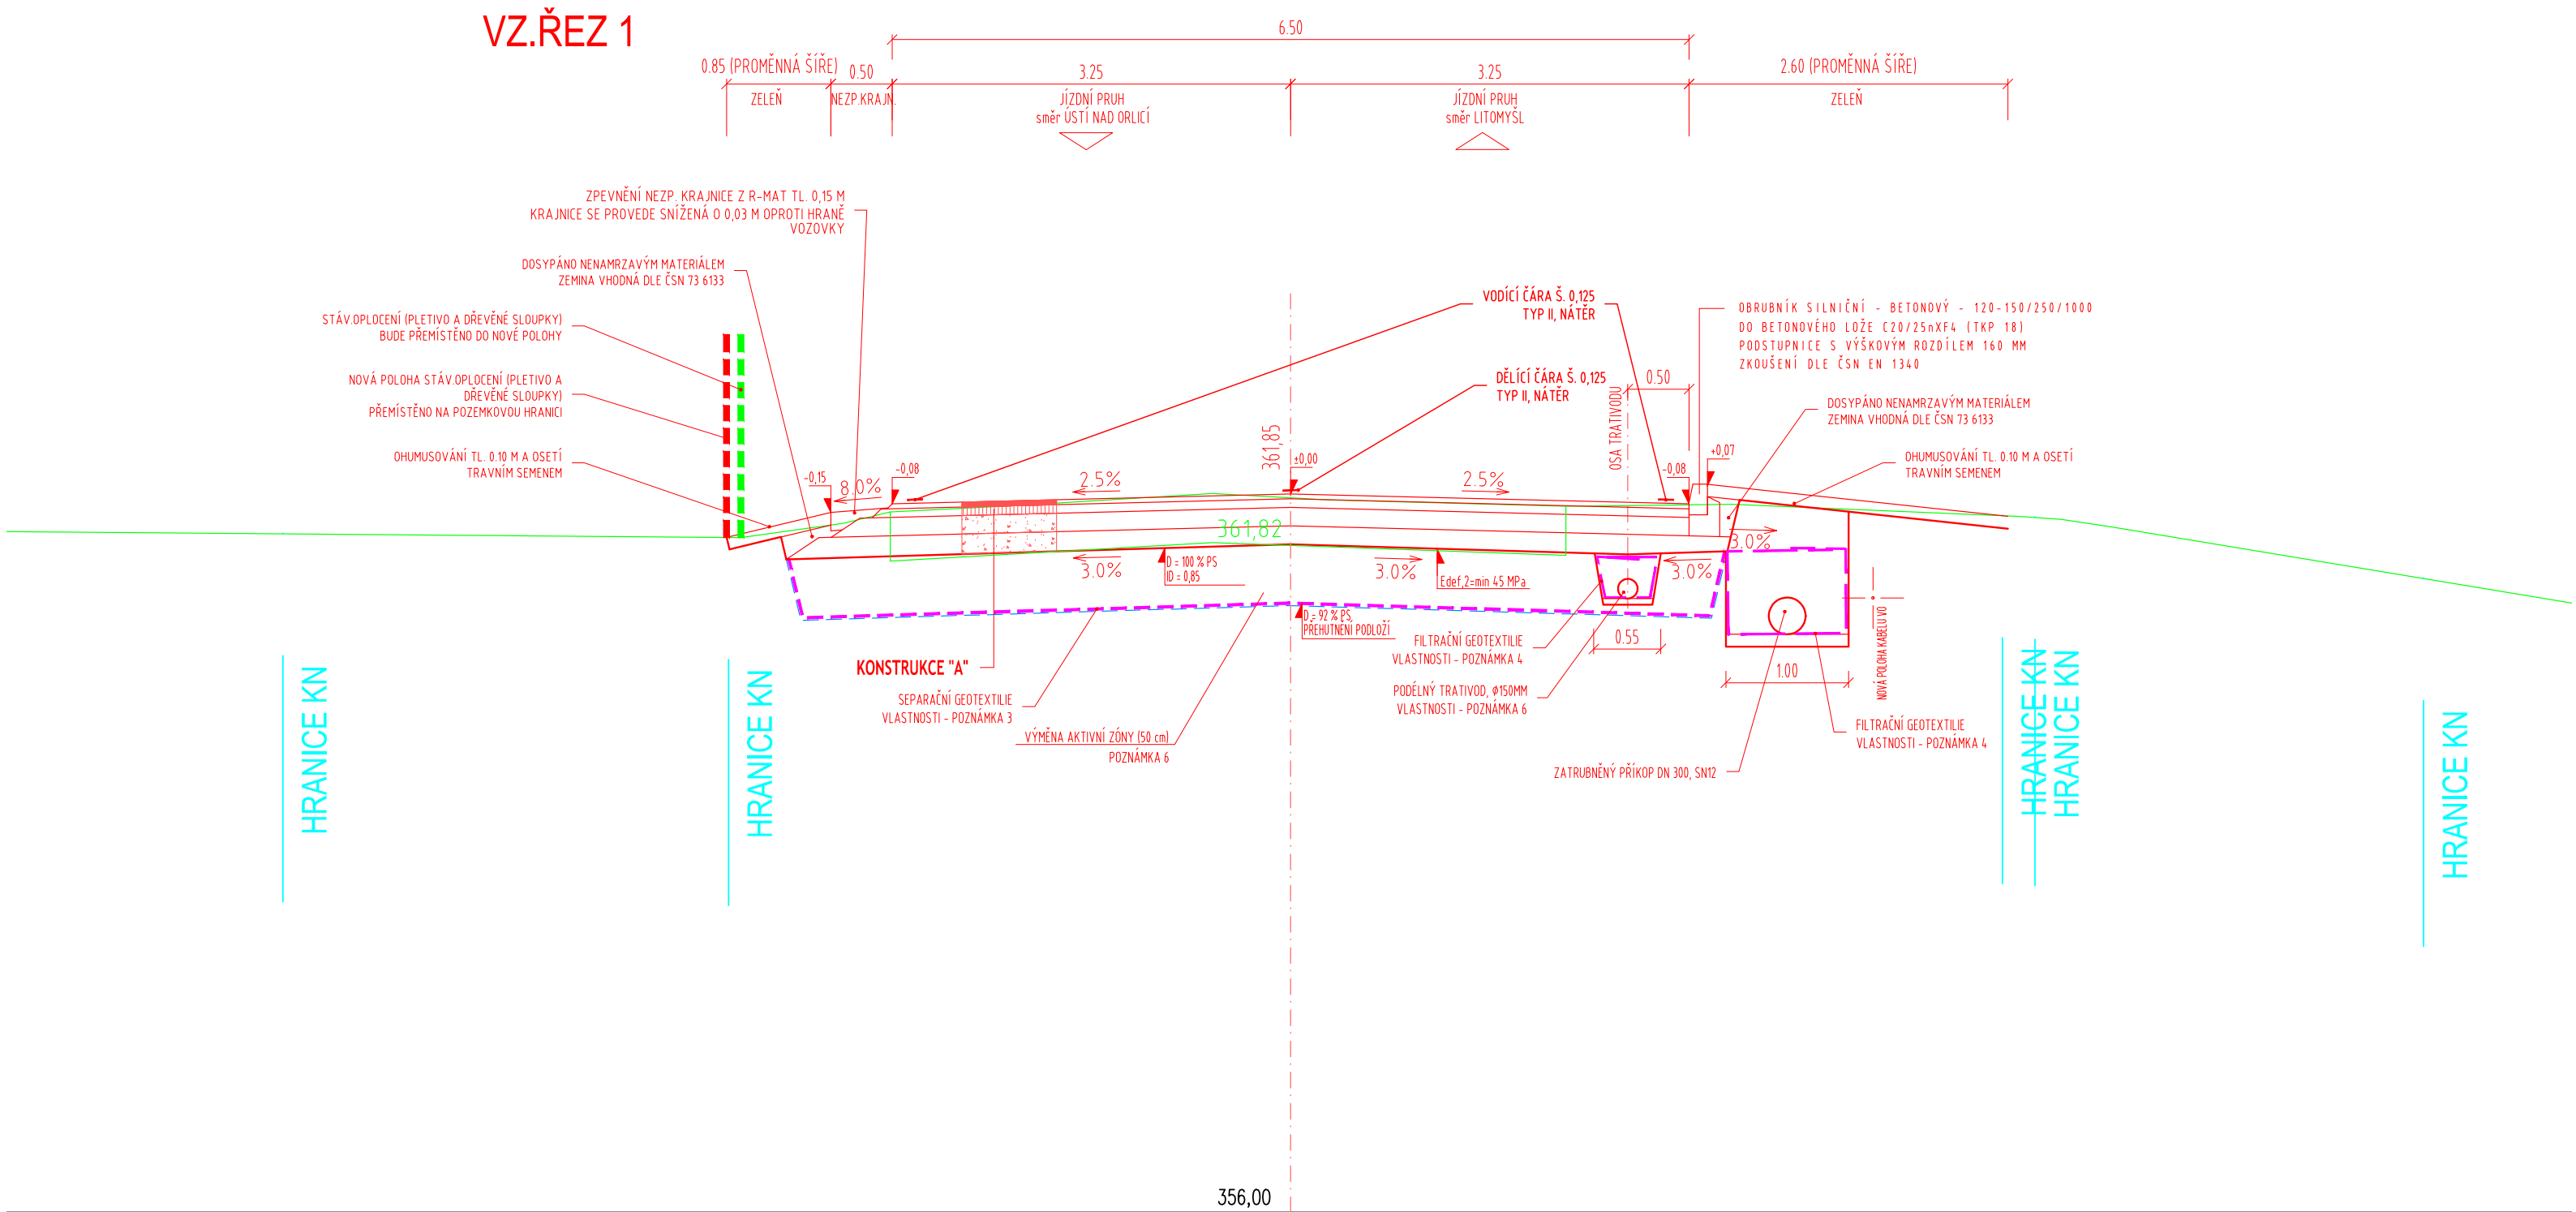 VZ.ŘEZ 1
6.50
0.85 (PROMĚNNÁ ŠÍŘE)
0.50
3.25
3.25
2.60 (PROMĚNNÁ ŠÍŘE)
ZELEŇ
NEZP.KRAJN.
JÍZDNÍ PRUH
směr ÚSTÍ NAD ORLICÍ
JÍZDNÍ PRUH
směr LITOMYŠL
ZELEŇ
ZPEVNĚNÍ NEZP. KRAJNICE Z R-MAT TL. 0,15 M
KRAJNICE SE PROVEDE SNÍŽENÁ O 0,03 M OPROTI HRANĚ
VOZOVKY
DOSYPÁNO NENAMRZAVÝM MATERIÁLEM
ZEMINA VHODNÁ DLE ČSN 73 6133
STÁV.OPLOCENÍ (PLETIVO A DŘEVĚNÉ SLOUPKY)
BUDE PŘEMÍSTĚNO DO NOVÉ POLOHY
NOVÁ POLOHA STÁV.OPLOCENÍ (PLETIVO A
DŘEVĚNÉ SLOUPKY)
PŘEMÍSTĚNO NA POZEMKOVOU HRANICI
OHUMUSOVÁNÍ TL. 0.10 M A OSETÍ
TRAVNÍM SEMENEM
VODÍCÍ ČÁRA Š. 0,125
TYP II, NÁTĚR
DĚLÍCÍ ČÁRA Š. 0,125
TYP II, NÁTĚR
OBRUBNÍK SILNIČNÍ - BETONOVÝ - 120-150/250/1000
DO BETONOVÉHO LOŽE C20/25nXF4 (TKP 18)
PODSTUPNICE S VÝŠKOVÝM ROZDÍLEM 160 MM
ZKOUŠENÍ DLE ČSN EN 1340
OSA TRATIVODU
0.50
DOSYPÁNO NENAMRZAVÝM MATERIÁLEM
ZEMINA VHODNÁ DLE ČSN 73 6133
OHUMUSOVÁNÍ TL. 0.10 M A OSETÍ
TRAVNÍM SEMENEM
-0,15
8.0%
-0,08
2.5%
361,85
±0,00
2.5%
-0,08
+0,07
361,82
3.0%
3.0%
D = 100 % PS
ID = 0,85
3.0%
Edef,2=min 45 MPa
3.0%
D = 92 % PS,
PŘEHUTNĚNÍ PODLOŽÍ
0.55
1.00
NOVÁ POLOHA KABELU VO
FILTRAČNÍ GEOTEXTILIE
VLASTNOSTI - POZNÁMKA 4
KONSTRUKCE "A"
SEPARAČNÍ GEOTEXTILIE
VLASTNOSTI - POZNÁMKA 3
PODÉLNÝ TRATIVOD, φ150MM
VLASTNOSTI - POZNÁMKA 6
VÝMĚNA AKTIVNÍ ZÓNY (50 cm)
POZNÁMKA 6
FILTRAČNÍ GEOTEXTILIE
VLASTNOSTI - POZNÁMKA 4
ZATRUBNĚNÝ PŘÍKOP DN 300, SN12
HRANICE KN
HRANICE KN
HRANICE KN
HRANICE KN
HRANICE KN
356,00